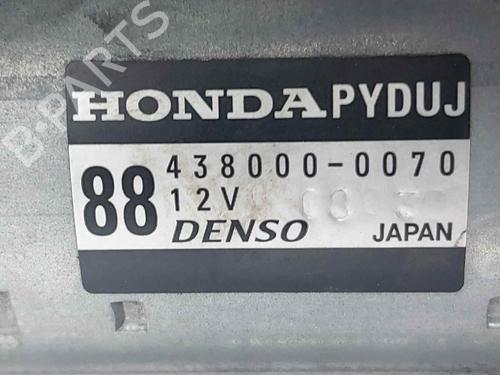 HONDA PYDUJ
88 438000-0070
12V
DENSO JAPAN
B-PARTS